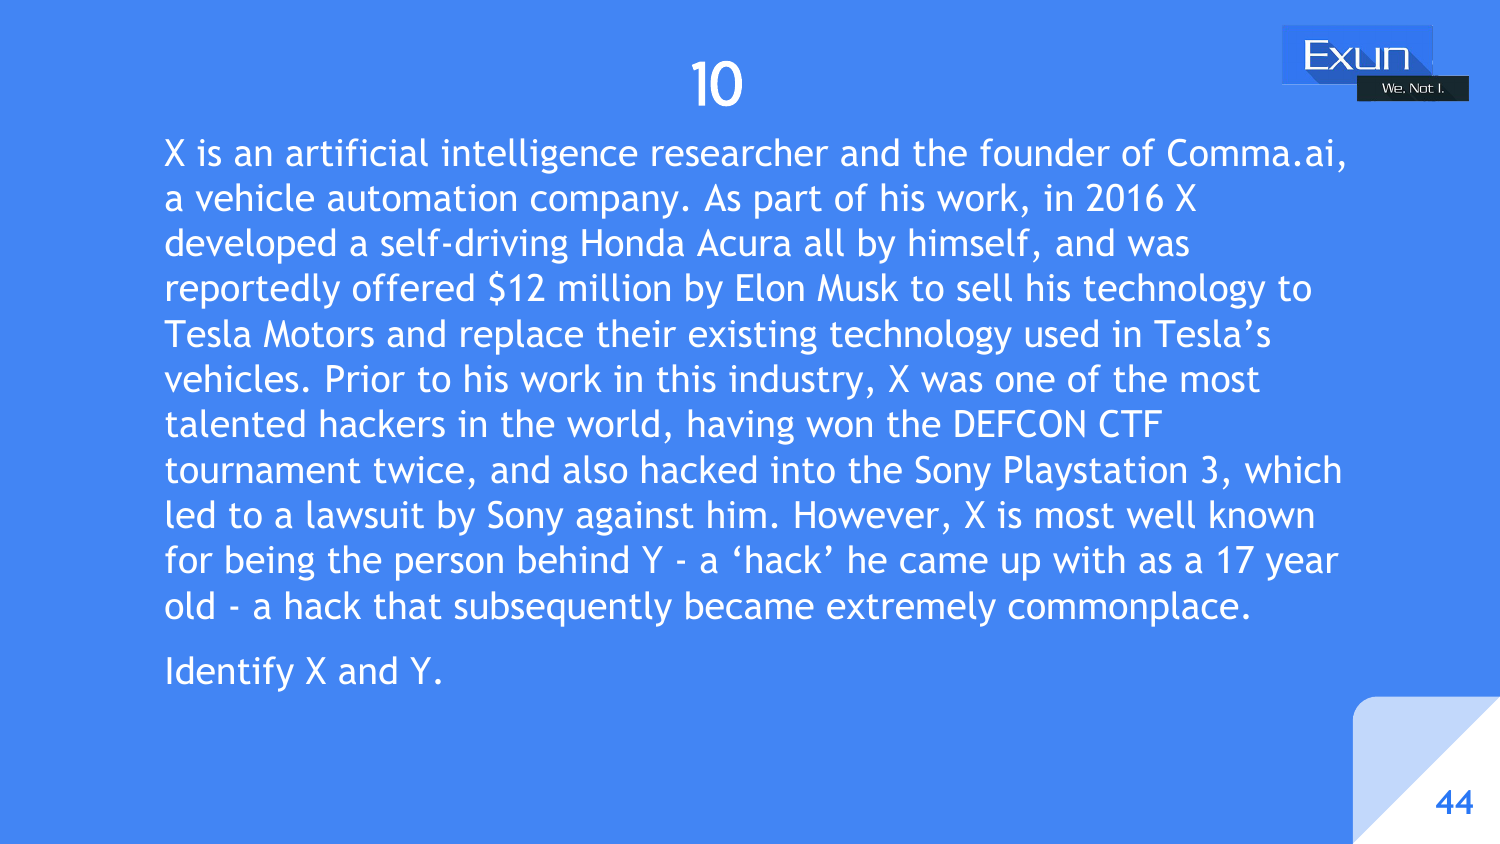 10
Exun
We, Not I.
X is an artificial intelligence researcher and the founder of Comma.ai,
a vehicle automation company. As part of his work, in 2016 X
developed a self-driving Honda Acura all by himself, and was
reportedly offered $12 million by Elon Musk to sell his technology to
Tesla Motors and replace their existing technology used in Tesla’s
vehicles. Prior to his work in this industry, X was one of the most
talented hackers in the world, having won the DEFCON CTF
tournament twice, and also hacked into the Sony Playstation 3, which
led to a lawsuit by Sony against him. However, X is most well known
for being the person behind Y - a ‘hack’ he came up with as a 17 year
old - a hack that subsequently became extremely commonplace.
Identify X and Y.
44